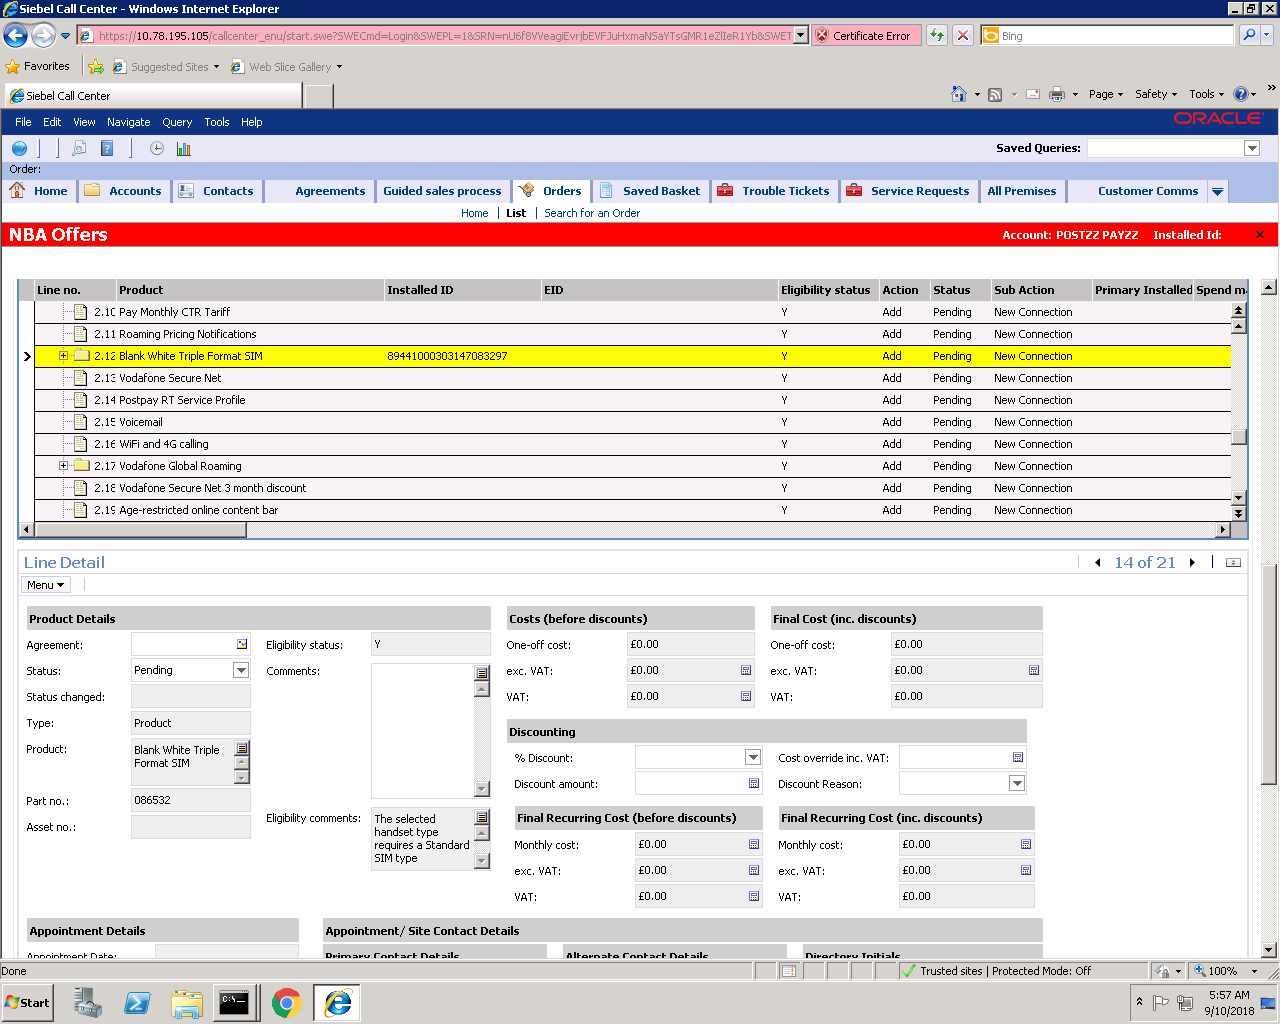 Siebel Call Center - Windows Internet Explorer
https://10.78.195.105/callcenter_enu/start.swe?SWECmd=Login&SWEPL=1&SRN=
Certificate Error
Bing
Favorites Suggested Sites Web Slice Gallery
Siebel Call Center
Page Safety Tools »
File Edit View Navigate Query Tools Help
ORACLE
Saved Queries:
Order:
Home Accounts Contacts Agreements Guided sales process Orders Saved Basket Trouble Tickets Service Requests All Premises Customer Comms
Home | List | Search for an Order
NBA Offers
Account: POSTZZ PAYZZ Installed Id: ×
Line no. Product Installed ID EID Eligibility status Action Status Sub Action Primary Installed Spend m
2.10 Pay Monthly CTR Tariff Y Add Pending New Connection
2.11 Roaming Pricing Notifications Y Add Pending New Connection
2.12 Blank White Triple Format SIM 89441000303147083297 Y Add Pending New Connection
2.13 Vodafone Secure Net Y Add Pending New Connection
2.14 Postpay RT Service Profile Y Add Pending New Connection
2.15 Voicemail Y Add Pending New Connection
2.16 WiFi and 4G calling Y Add Pending New Connection
2.17 Vodafone Global Roaming Y Add Pending New Connection
2.18 Vodafone Secure Net 3 month discount Y Add Pending New Connection
2.19 Age-restricted online content bar Y Add Pending New Connection
Line Detail
14 of 21
Menu
Product Details
Agreement:
Status: Pending
Status changed:
Type: Product
Product: Blank White Triple
Format SIM
Part no.: 086532
Asset no.:
Eligibility status: Y
Comments:
Eligibility comments: The selected
handset type
requires a Standard
SIM type
Costs (before discounts)
One-off cost: £0.00
exc. VAT: £0.00
VAT: £0.00
Final Cost (inc. discounts)
One-off cost: £0.00
exc. VAT: £0.00
VAT: £0.00
Discounting
% Discount:
Cost override inc. VAT:
Discount amount:
Discount Reason:
Final Recurring Cost (before discounts)
Monthly cost: £0.00
exc. VAT: £0.00
VAT: £0.00
Final Recurring Cost (inc. discounts)
Monthly cost: £0.00
exc. VAT: £0.00
VAT: £0.00
Appointment Details
Appointment Date:
Appointment/ Site Contact Details
Primary Contact Details
Alternate Contact Details
Directory Initials
Done
Trusted sites | Protected Mode: Off
100%
Start
5:57 AM
9/10/2018